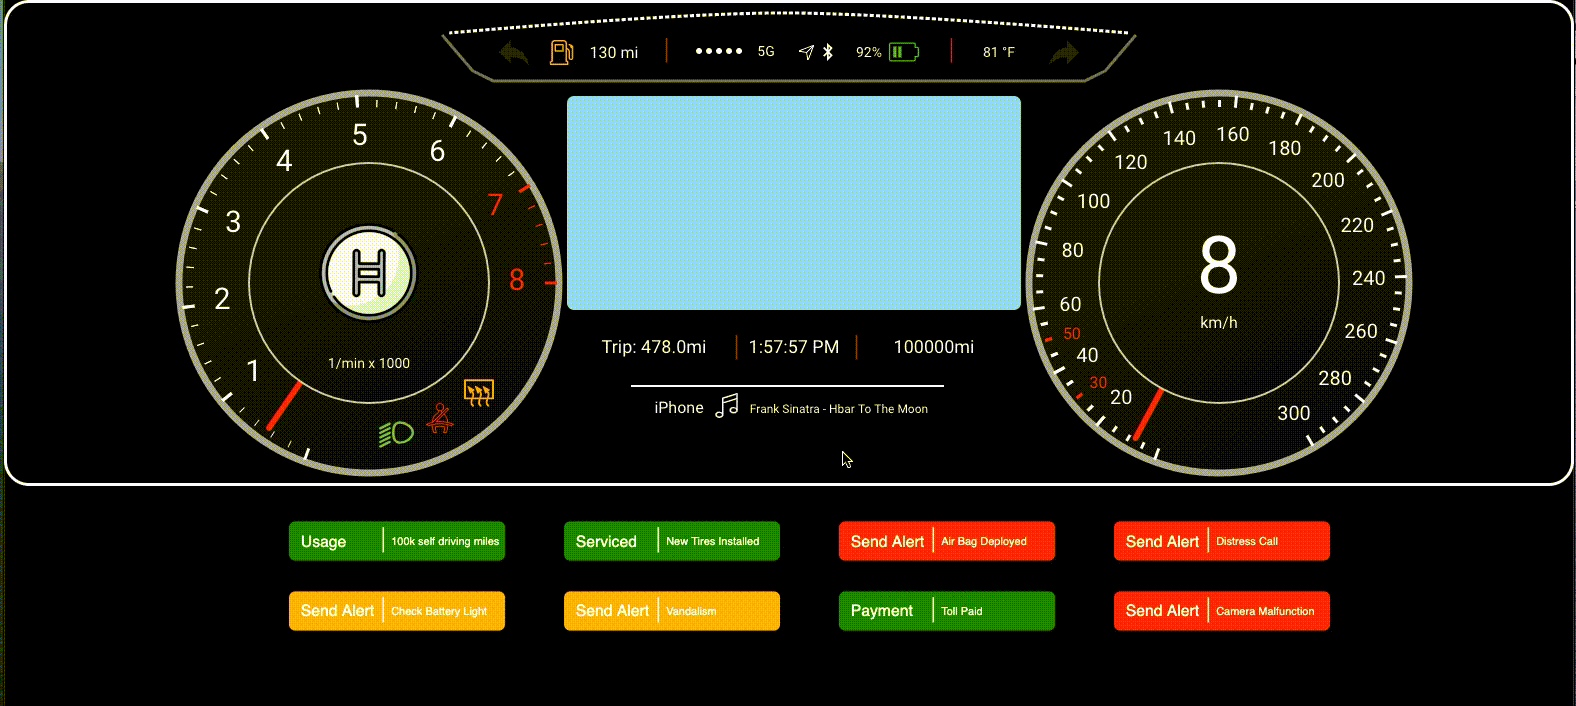 130 mi
5G
92%
81 °F
1
2
3
4
5
6
7
8
1/min x 1000
Trip: 478.0mi
1:57:57 PM
100000mi
iPhone
Frank Sinatra - Hbar To The Moon
20
30
40
50
60
80
100
120
140
160
180
200
220
240
260
280
300
8
km/h
Usage
100k self driving miles
Serviced
New Tires Installed
Send Alert
Air Bag Deployed
Send Alert
Distress Call
Send Alert
Check Battery Light
Send Alert
Vandalism
Payment
Toll Paid
Send Alert
Camera Malfunction